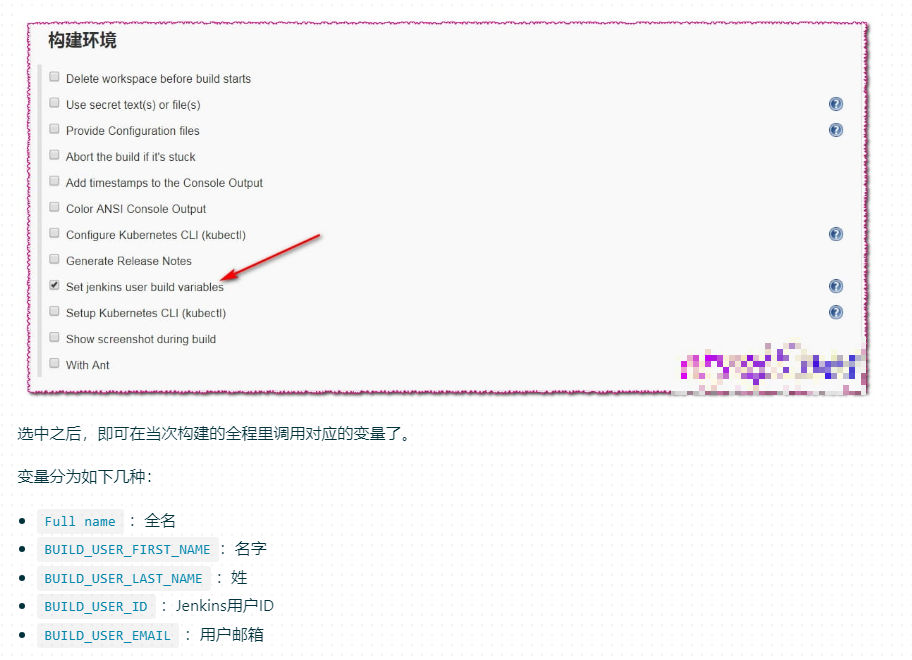 构建环境
Delete workspace before build starts
Use secret text(s) or file(s)
Provide Configuration files
Abort the build if it's stuck
Add timestamps to the Console Output
Color ANSI Console Output
Configure Kubernetes CLI (kubectl)
Generate Release Notes
Set jenkins user build variables
Setup Kubernetes CLI (kubectl)
Show screenshot during build
With Ant
选中之后，即可在当次构建的全程里调用对应的变量了。
变量分为如下几种：
Full name ：全名
BUILD_USER_FIRST_NAME ：名字
BUILD_USER_LAST_NAME ：姓
BUILD_USER_ID ：Jenkins用户ID
BUILD_USER_EMAIL ：用户邮箱